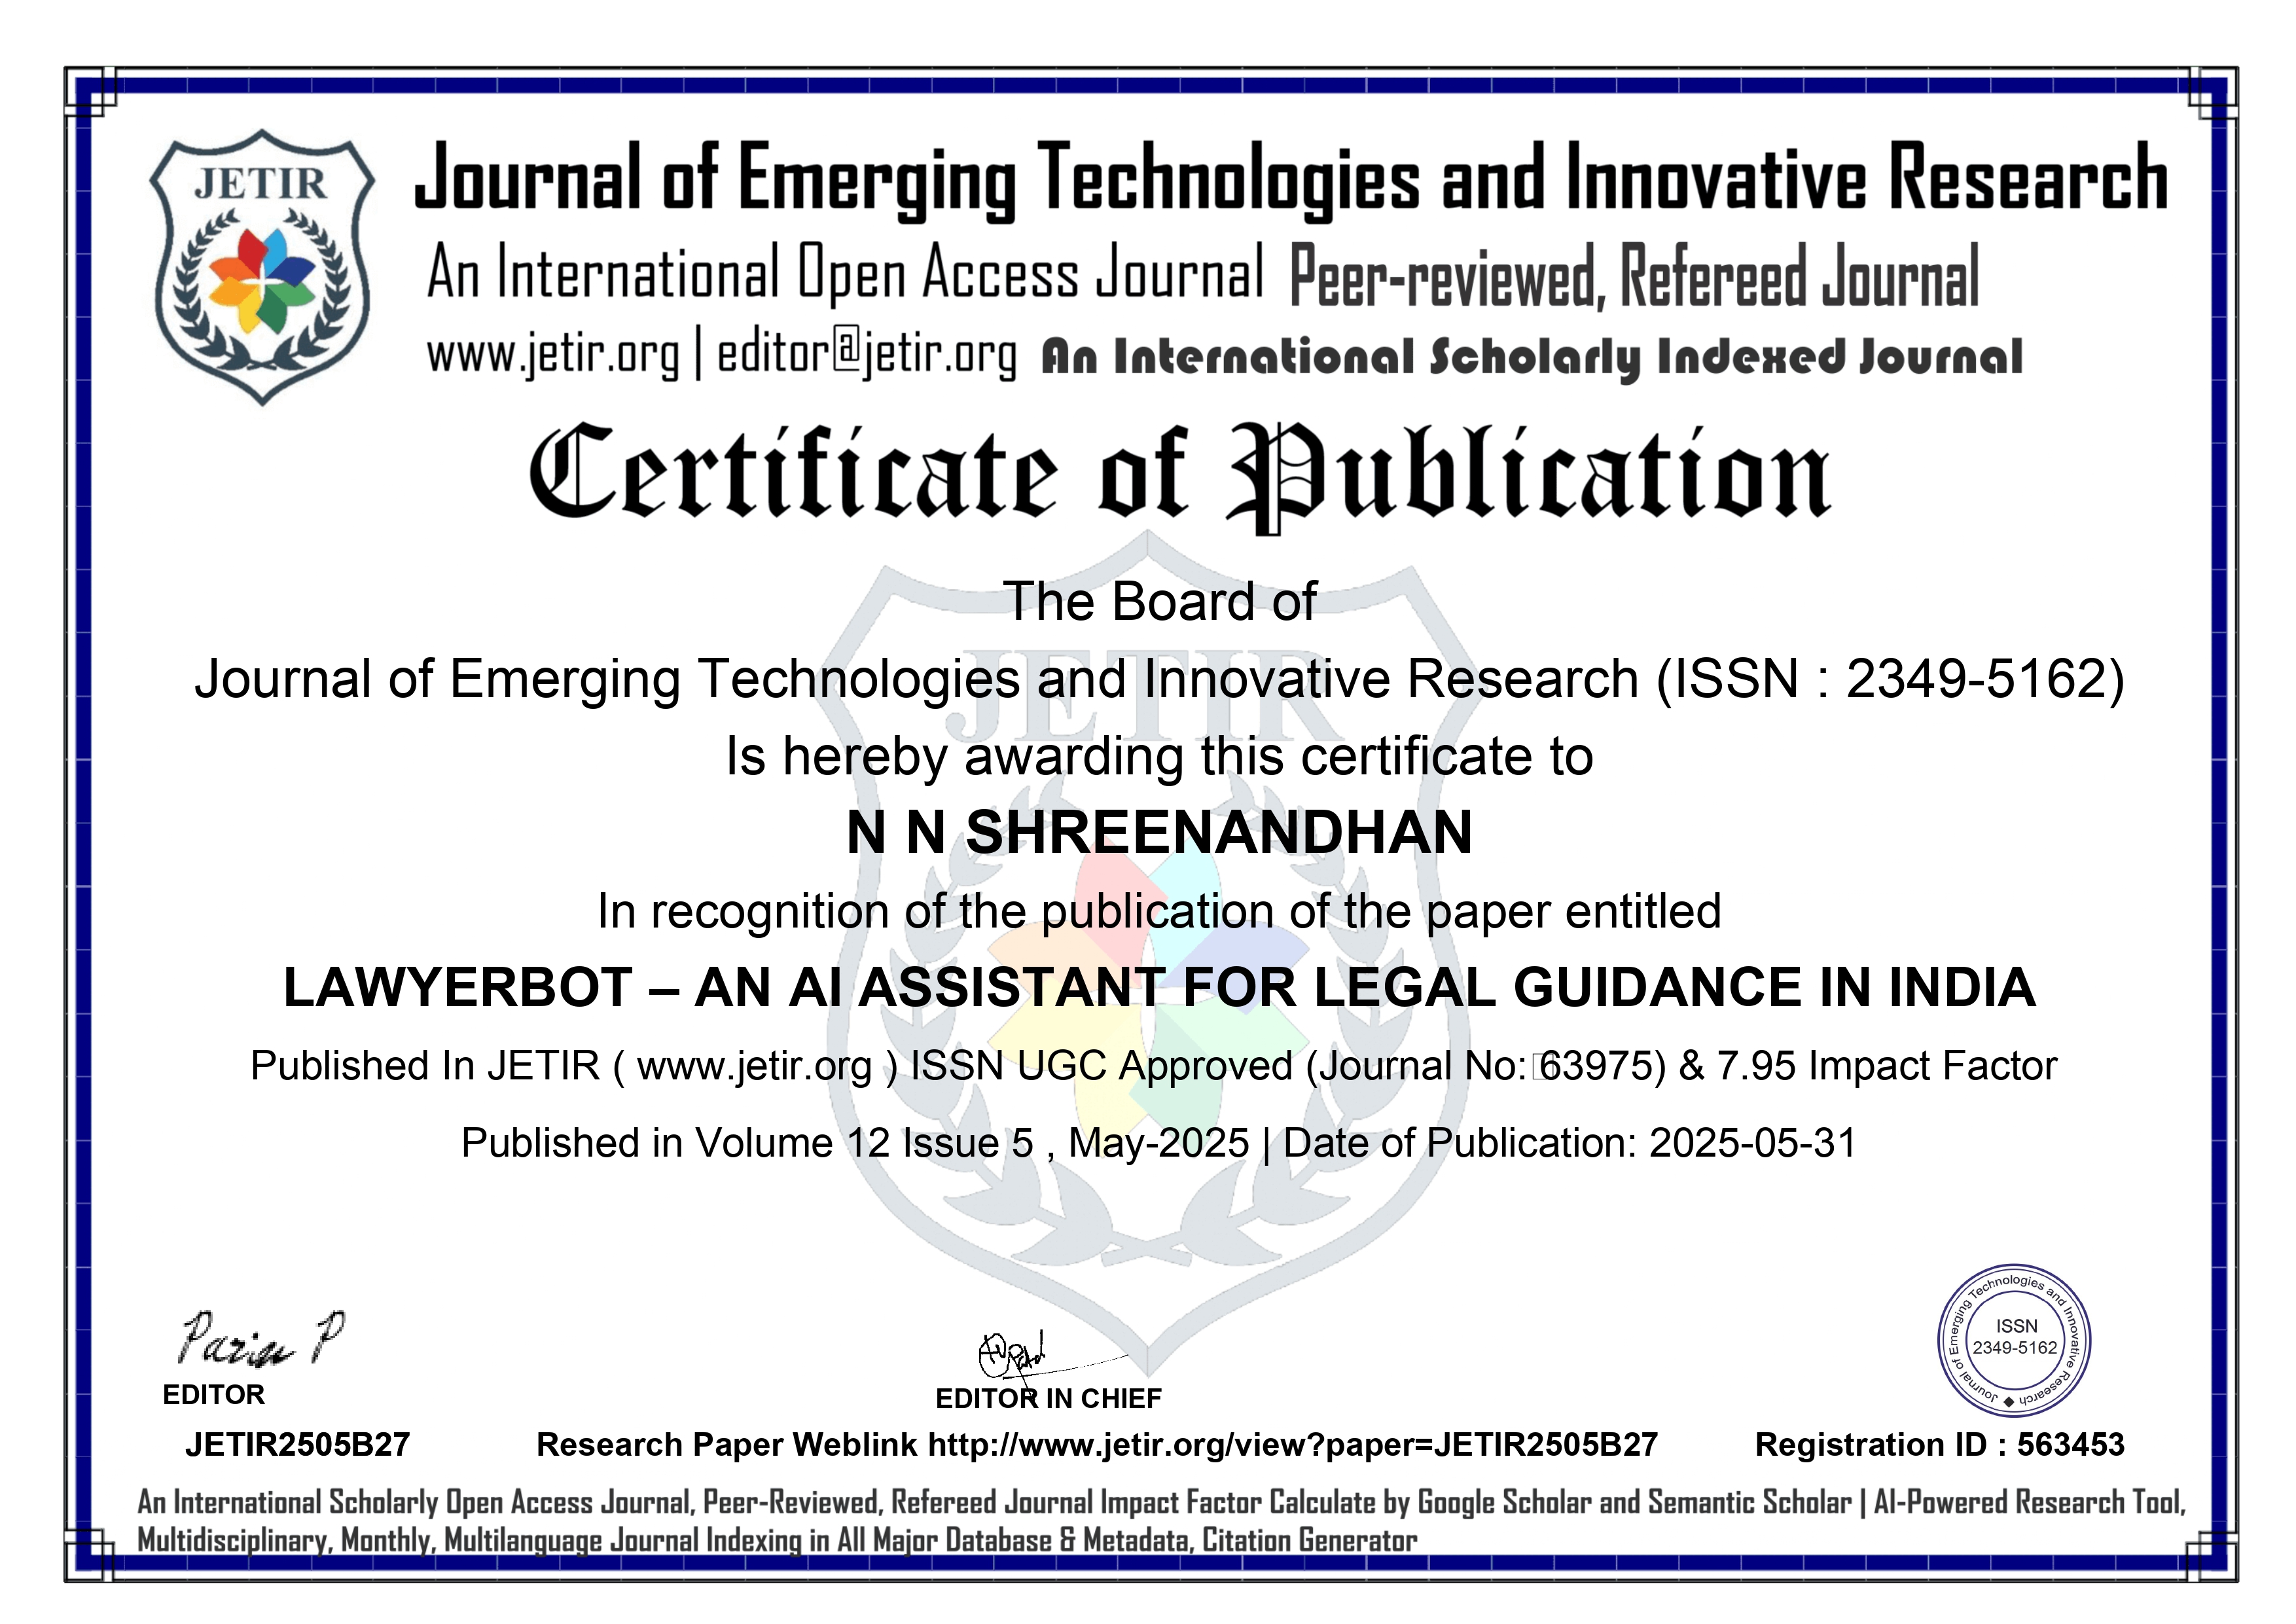 JETIR
Journal of Emerging Technologies and Innovative Research
An International Open Access Journal Peer-reviewed, Refereed Journal
www.jetir.org | editor@jetir.org An International Scholarly Indexed Journal
Certificate of Publication
The Board of
JETIR
Journal of Emerging Technologies and Innovative Research (ISSN : 2349-5162)
Is hereby awarding this certificate to
N N SHREENANDHAN
In recognition of the publication of the paper entitled
LAWYERBOT – AN AI ASSISTANT FOR LEGAL GUIDANCE IN INDIA
Published In JETIR ( www.jetir.org ) ISSN UGC Approved (Journal No: 63975) & 7.95 Impact Factor
Published in Volume 12 Issue 5 , May-2025 | Date of Publication: 2025-05-31
EDITOR
EDITOR IN CHIEF
Journal of Emerging Technologies and Innovative Research
ISSN
2349-5162
JETIR2505B27 Research Paper Weblink http://www.jetir.org/view?paper=JETIR2505B27 Registration ID : 563453
An International Scholarly Open Access Journal, Peer-Reviewed, Refereed Journal Impact Factor Calculate by Google Scholar and Semantic Scholar | AI-Powered Research Tool,
Multidisciplinary, Monthly, Multilanguage Journal Indexing in All Major Database & Metadata, Citation Generator